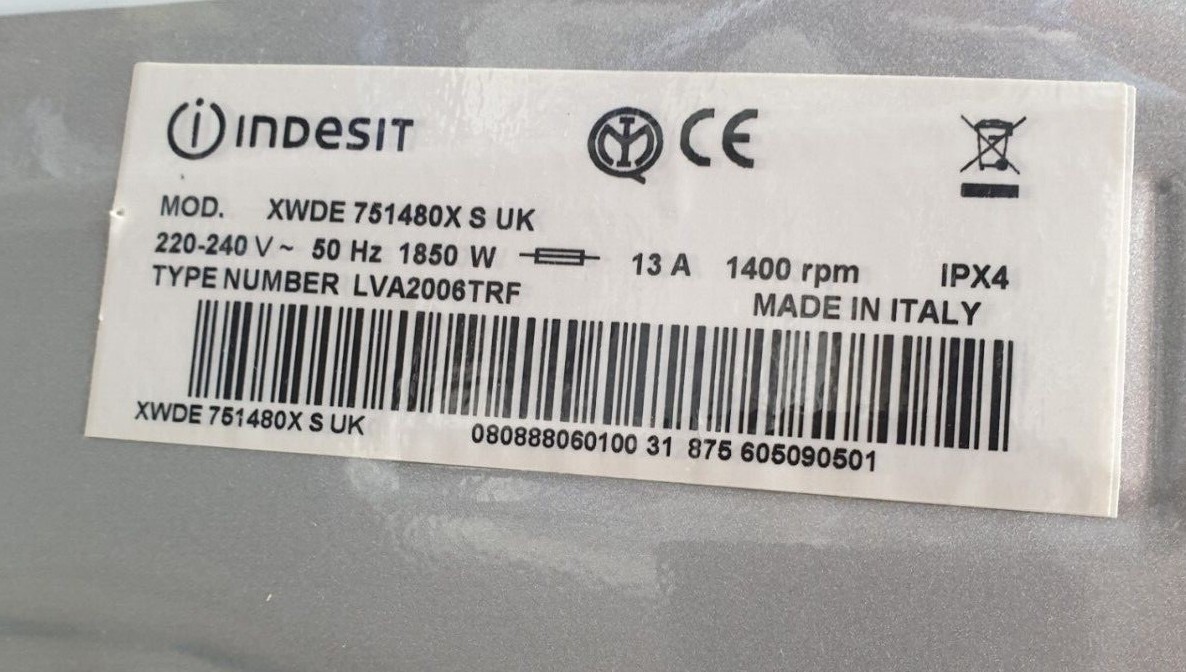 INDESIT
CE
MOD. XWDE 751480X S UK
220-240 V ~ 50 Hz 1850 W 13 A 1400 rpm IPX4
TYPE NUMBER LVA2006TRF MADE IN ITALY
XWDE 751480X S UK 080888060100 31 875 605090501